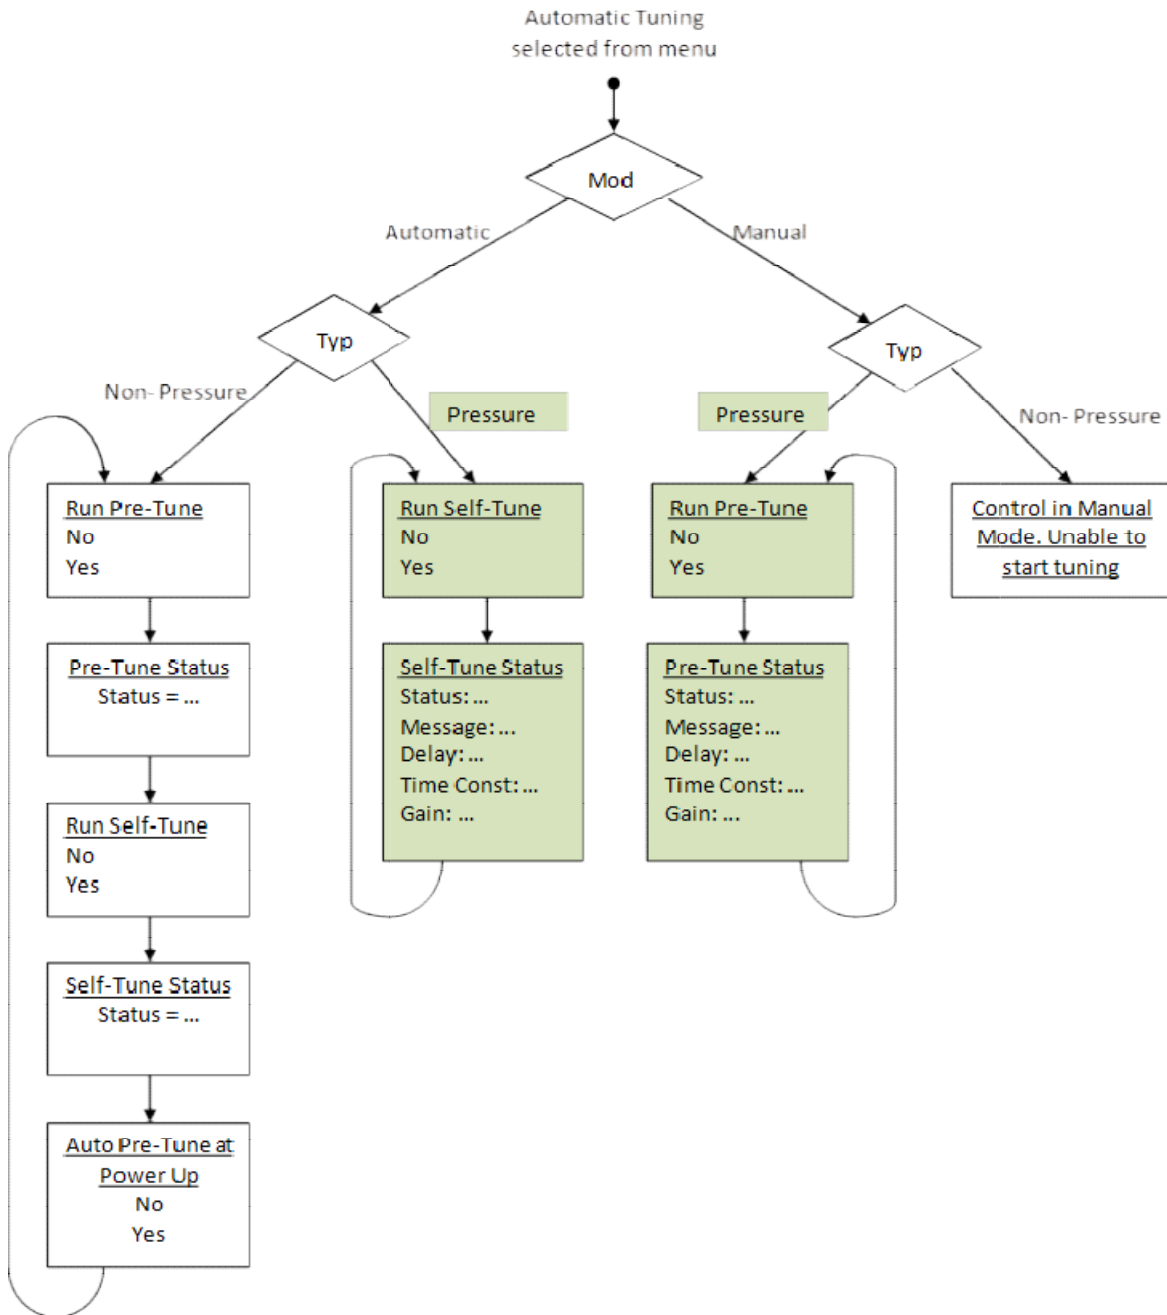 Automatic Tuning
selected from menu
Mod
Automatic
Manual
Typ
Typ
Non- Pressure
Pressure
Pressure
Non- Pressure
Run Pre-Tune
No
Yes
Pre-Tune Status
Status = ...
Run Self-Tune
No
Yes
Self-Tune Status
Status = ...
Auto Pre-Tune at
Power Up
No
Yes
Run Self-Tune
No
Yes
Self-Tune Status
Status: ...
Message: ...
Delay: ...
Time Const: ...
Gain: ...
Run Pre-Tune
No
Yes
Pre-Tune Status
Status: ...
Message: ...
Delay: ...
Time Const: ...
Gain: ...
Control in Manual
Mode. Unable to
start tuning